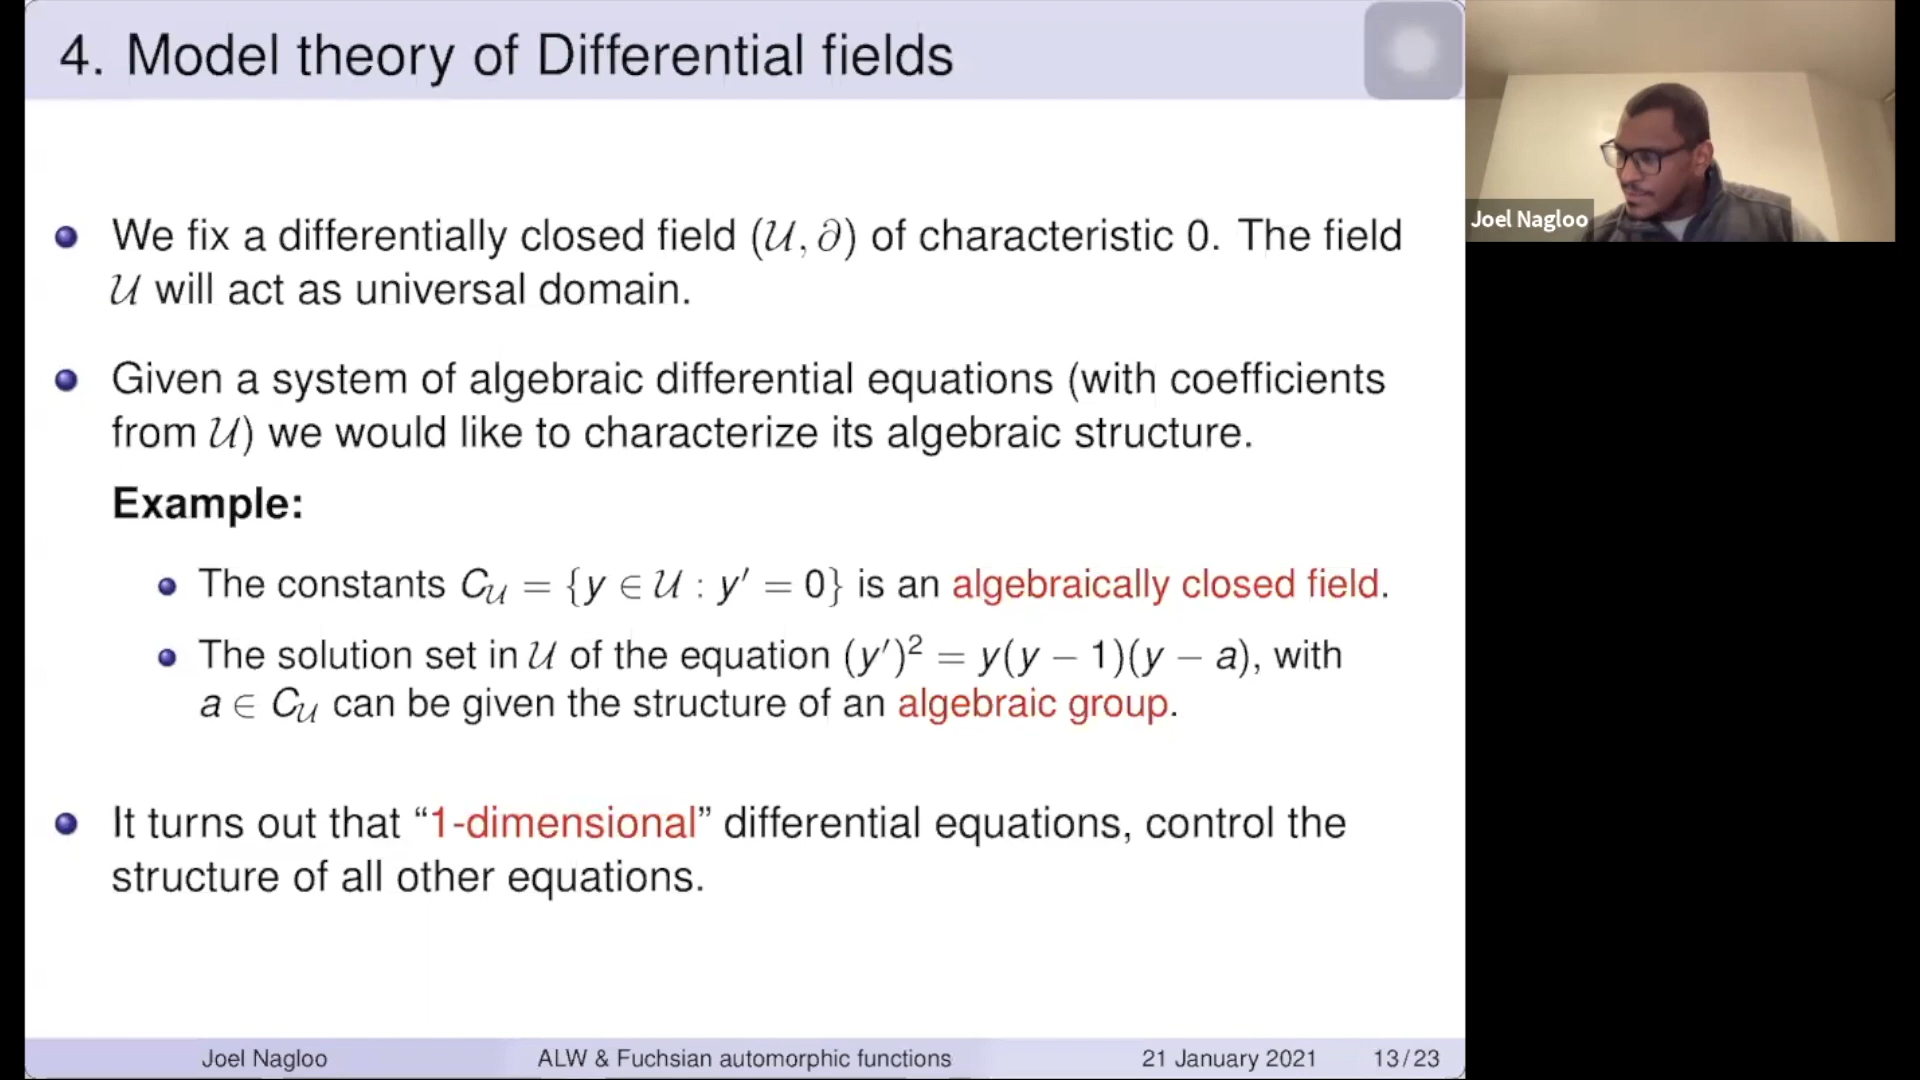 4. Model theory of Differential fields
Joel Nagloo
We fix a differentially closed field (𝒰, ∂) of characteristic 0. The field
𝒰 will act as universal domain.
Given a system of algebraic differential equations (with coefficients
from 𝒰) we would like to characterize its algebraic structure.
Example:
The constants C_𝒰 = {y ∈ 𝒰 : y′ = 0} is an algebraically closed field.
The solution set in 𝒰 of the equation (y′)² = y(y − 1)(y − a), with
a ∈ C_𝒰 can be given the structure of an algebraic group.
It turns out that “1-dimensional” differential equations, control the
structure of all other equations.
Joel Nagloo ALW & Fuchsian automorphic functions 21 January 2021 13/23